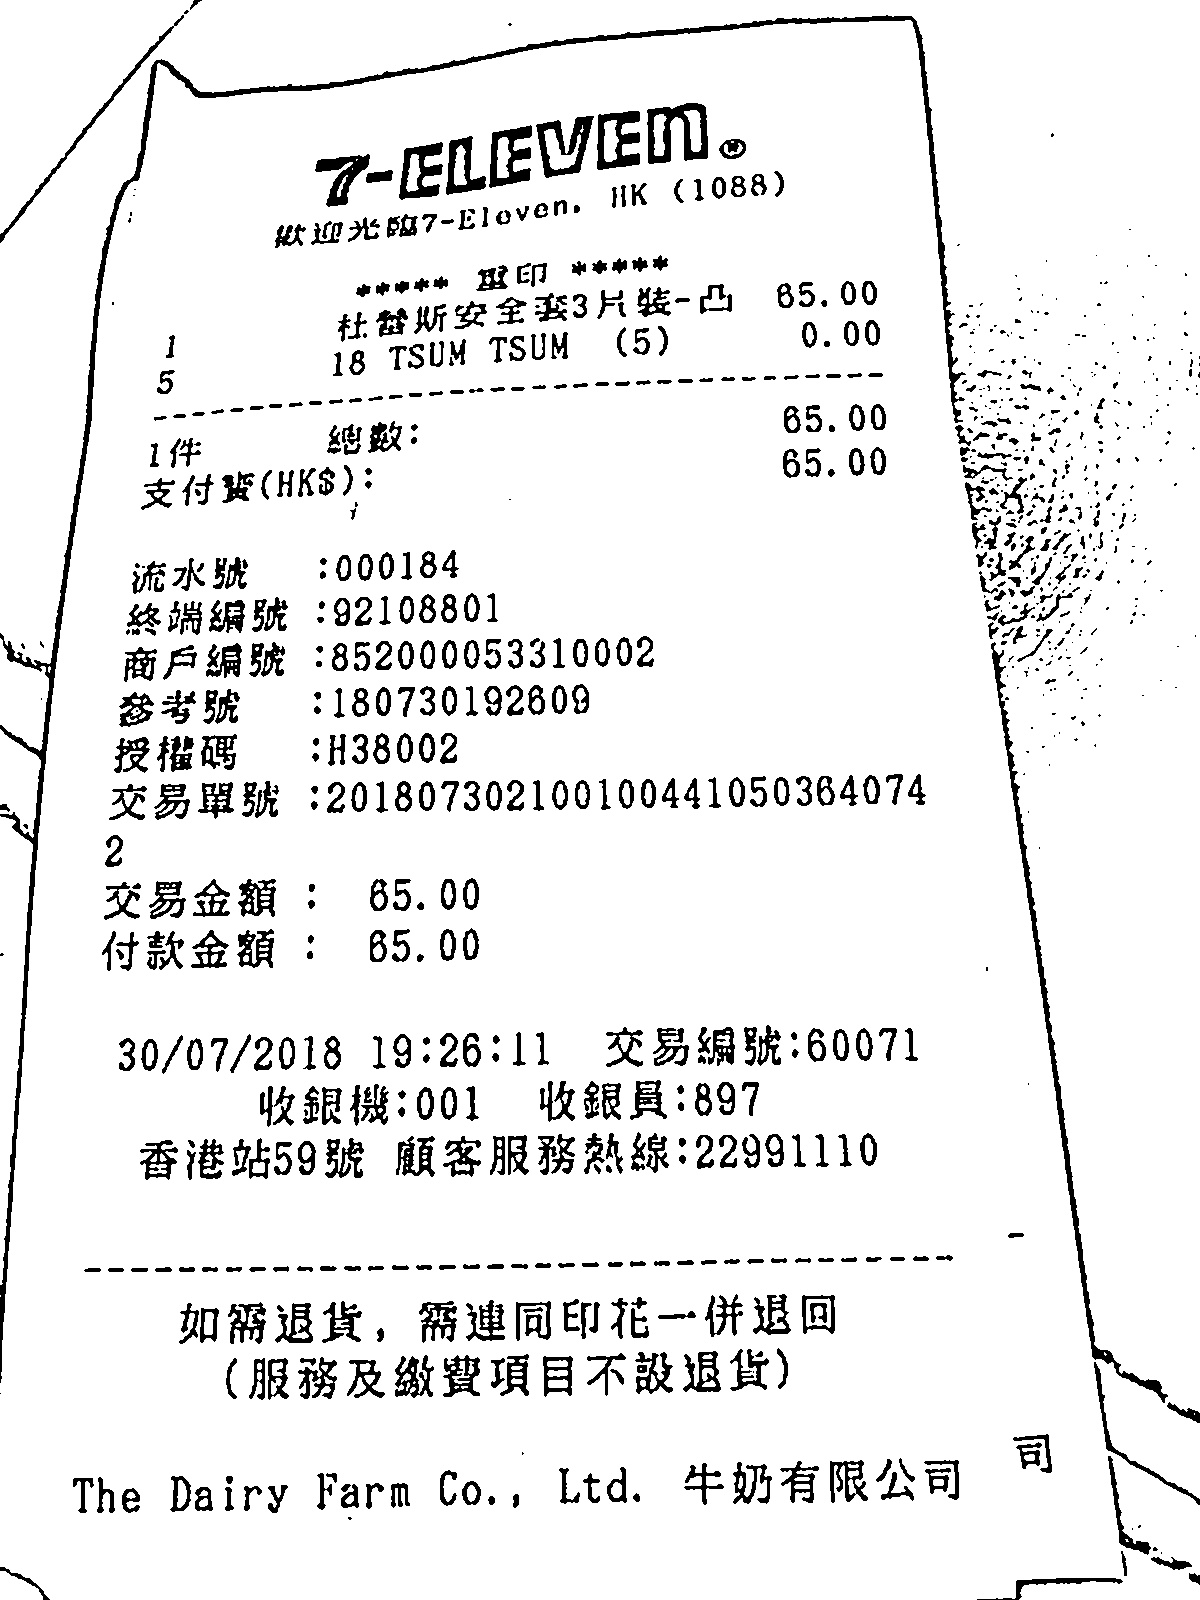 7-ELEVEN®
歡迎光臨7-Eleven. HK (1088)
***** 重印 *****
1 杜蕾斯安全套3片裝-凸 65.00
5 18 TSUM TSUM (5) 0.00
1件 總數: 65.00
支付寶(HK$): 65.00
流水號 :000184
終端編號 :92108801
商戶編號 :852000053310002
參考號 :180730192609
授權碼 :H38002
交易單號 :201807302100100441050364074
2
交易金額 : 65.00
付款金額 : 65.00
30/07/2018 19:26:11 交易編號:60071
收銀機:001 收銀員:897
香港站59號 顧客服務熱線:22991110
如需退貨, 需連同印花一併退回
(服務及繳費項目不設退貨)
司
The Dairy Farm Co., Ltd. 牛奶有限公司